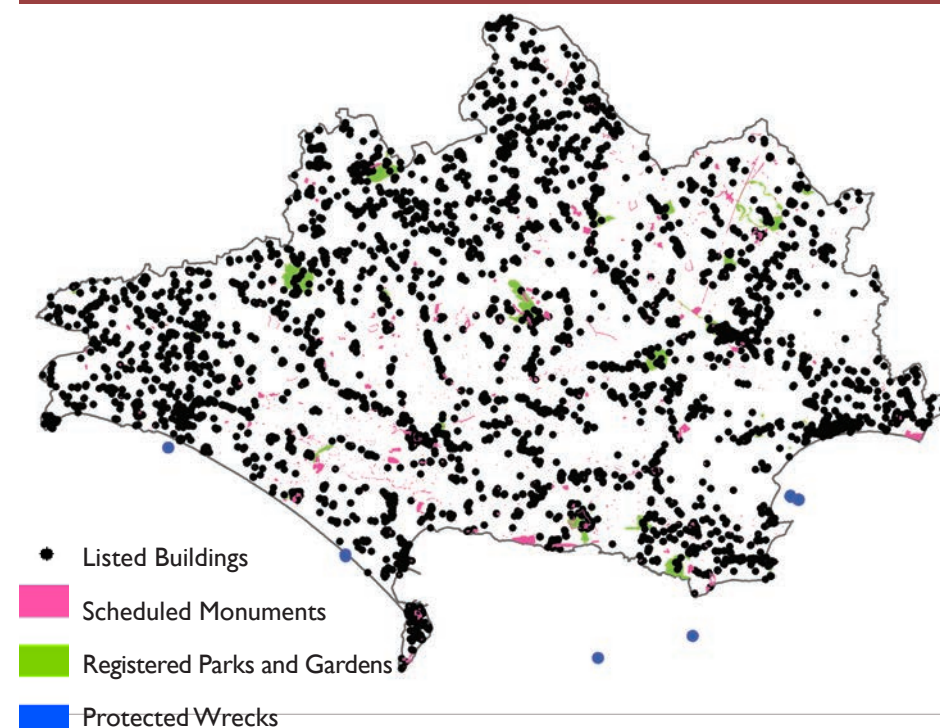 Listed Buildings
Scheduled Monuments
Registered Parks and Gardens
Protected Wrecks